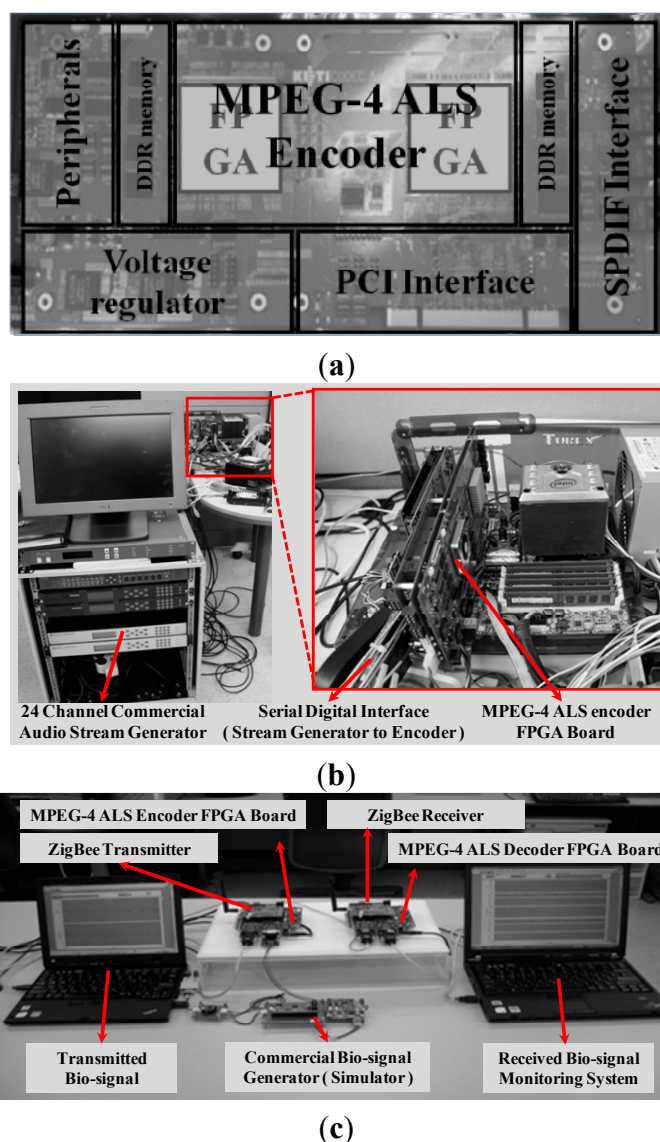 Peripherals
DDR memory
MPEG-4 ALS
Encoder
FP
GA
FP
GA
DDR memory
SPDIF Interface
Voltage
regulator
PCI Interface
(a)
TOREX
intel
24 Channel Commercial
Audio Stream Generator
Serial Digital Interface
( Stream Generator to Encoder )
MPEG-4 ALS encoder
FPGA Board
(b)
MPEG-4 ALS Encoder FPGA Board
ZigBee Receiver
ZigBee Transmitter
MPEG-4 ALS Decoder FPGA Board
Transmitted
Bio-signal
Commercial Bio-signal
Generator ( Simulator )
Received Bio-signal
Monitoring System
(c)